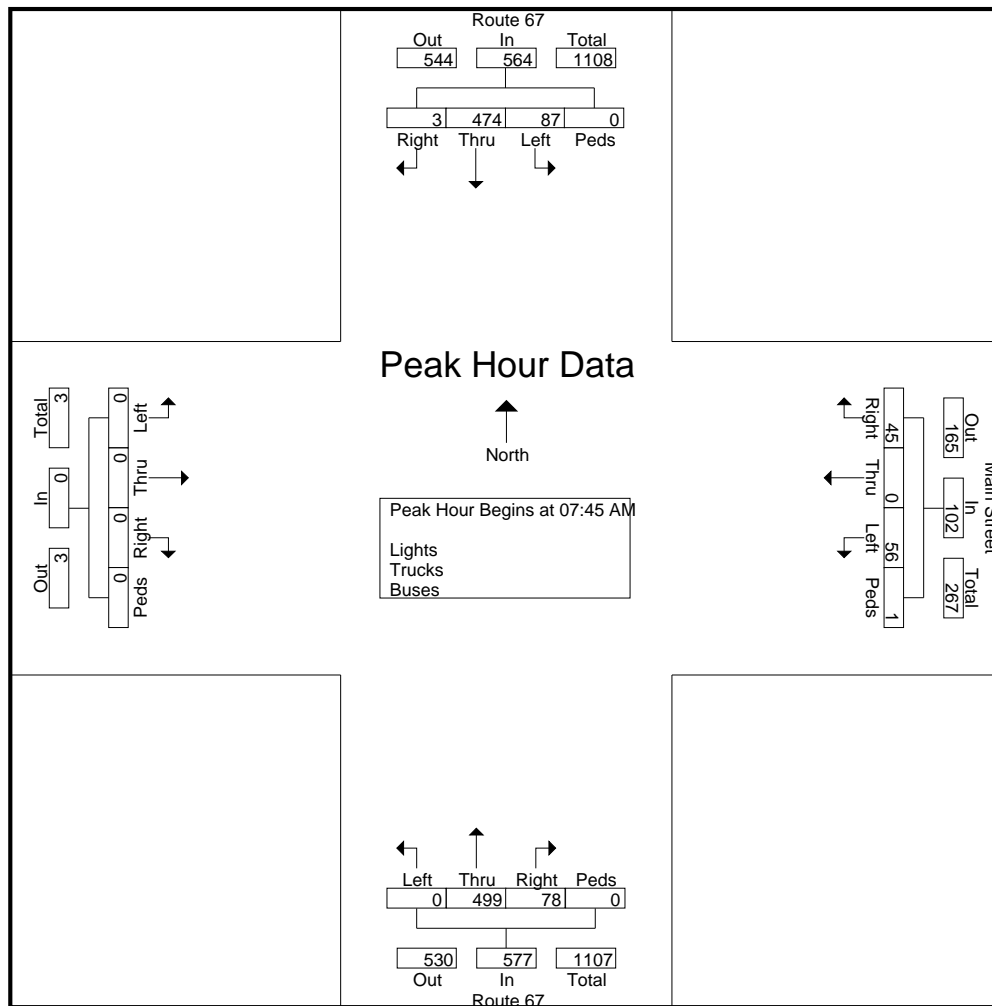 Route 67
Out In Total
544 564 1108
3 474 87 0
Right Thru Left Peds
Peak Hour Data
North
Peak Hour Begins at 07:45 AM
Lights
Trucks
Buses
Total In Out
3 0 3
0 0 0 0
Left Thru Right Peds
Right Thru Left Peds
45 0 56 1
Out In Total
165 102 267
Main Street
Left Thru Right Peds
0 499 78 0
530 577 1107
Out In Total
Route 67